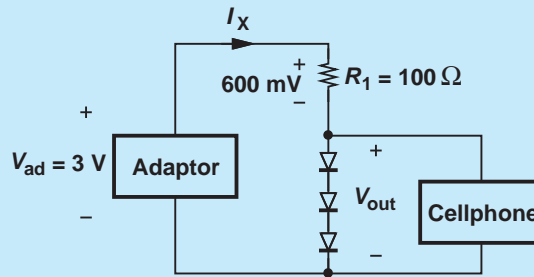 I_X
+
600 mV
−
R_1 = 100 Ω
+
V_ad = 3 V
−
Adaptor
+
V_out
−
Cellphone